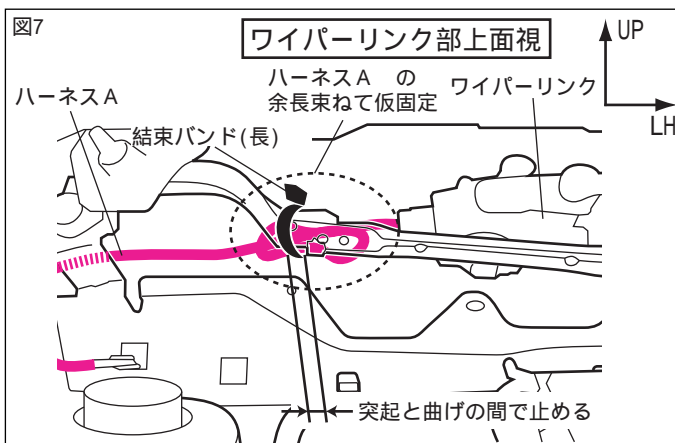 図7
ワイパーリンク部上面視
UP
LH
ハーネスA の
余長束ねて仮固定
ワイパーリンク
ハーネスA
結束バンド(長)
突起と曲げの間で止める